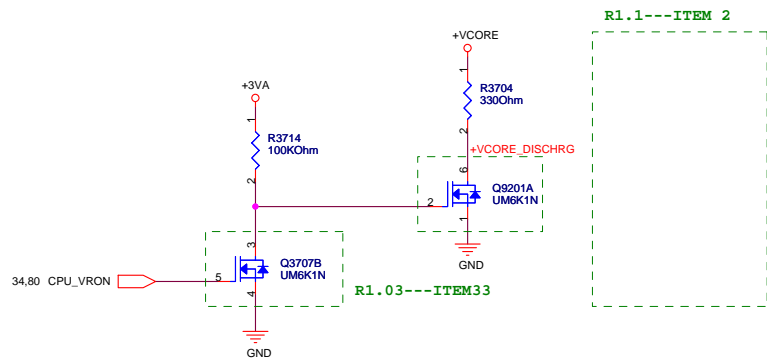 R1.1---ITEM 2
+VCORE
1
R3704
330Ohm
2
+3VA
1
R3714
100KOhm
2
+VCORE_DISCHRG
6
Q9201A
UM6K1N
2
1
GND
3
Q3707B
UM6K1N
34,80 CPU_VRON
5
4
R1.03---ITEM33
GND